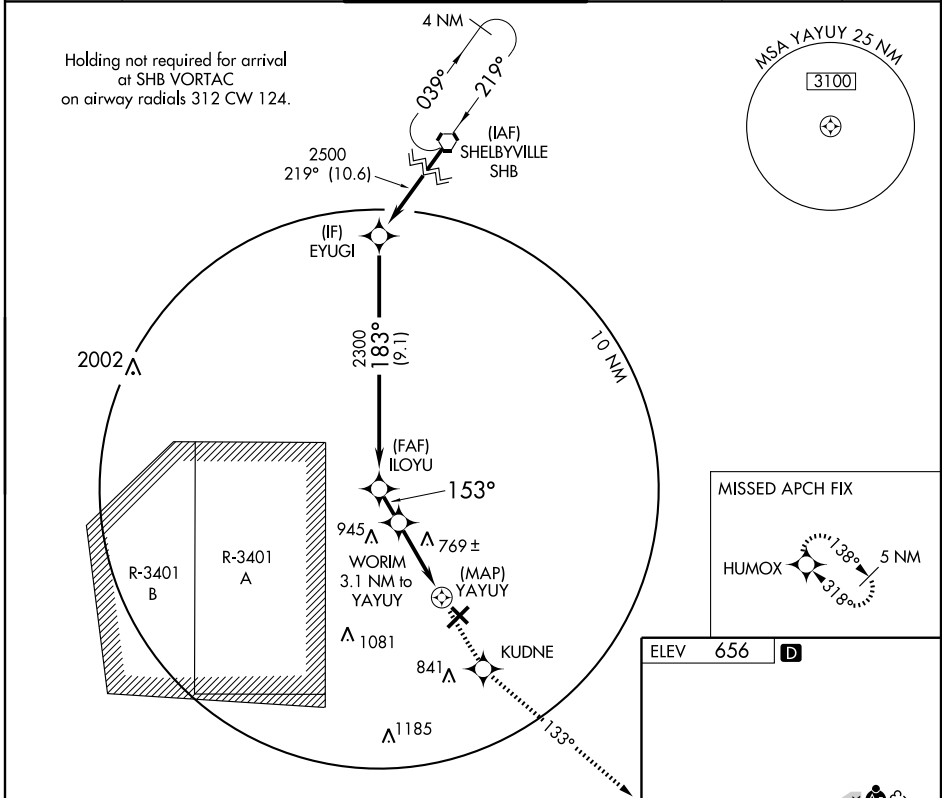 4 NM
Holding not required for arrival
at SHB VORTAC
on airway radials 312 CW 124.
039°
219°
(IAF)
SHELBYVILLE
SHB
MSA YAYUY 25 NM
3100
2500
219° (10.6)
(IF)
EYUGI
2300
183°
(9.1)
10 NM
2002
(FAF)
ILOYU
153°
945
769 ±
WORIM
3.1 NM to
YAYUY
(MAP)
YAYUY
R-3401
B
R-3401
A
1081
KUDNE
841
1185
133°
MISSED APCH FIX
HUMOX
138°
318°
5 NM
ELEV 656
D